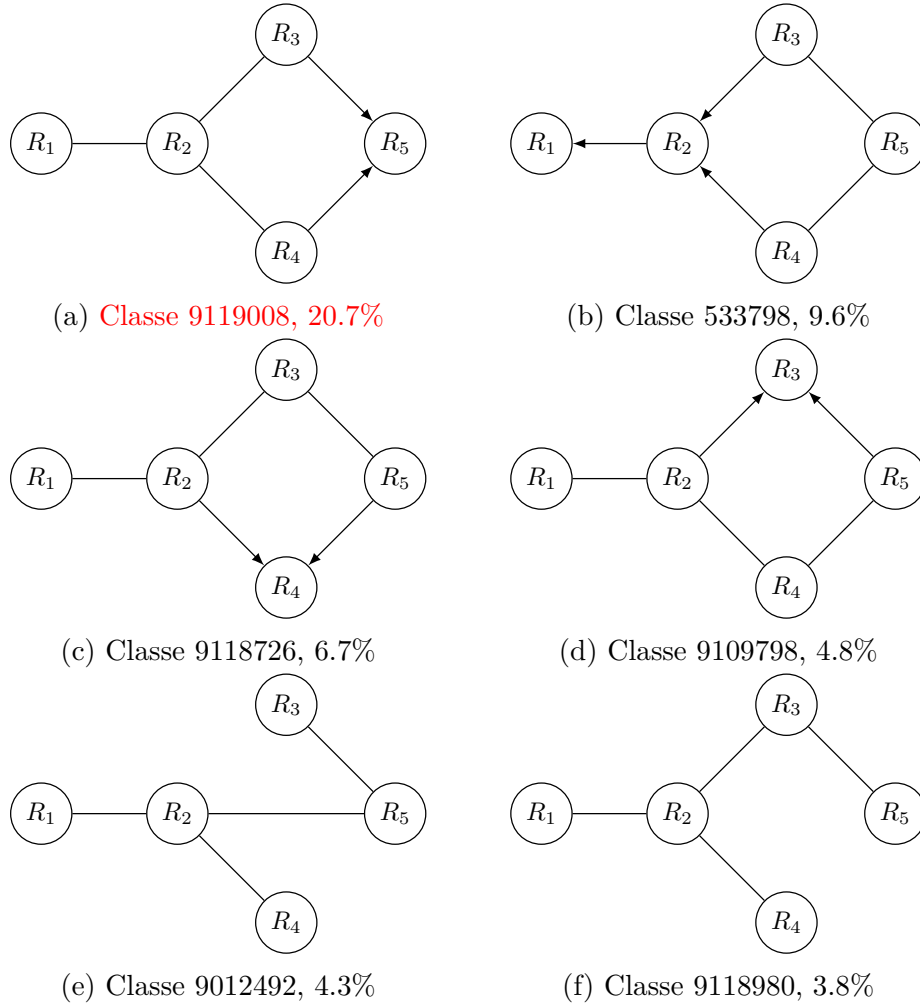 R3
R3
R1
R2
R5
R1
R2
R5
R4
R4
(a) Classe 9119008, 20.7%
(b) Classe 533798, 9.6%
R3
R3
R1
R2
R5
R1
R2
R5
R4
R4
(c) Classe 9118726, 6.7%
(d) Classe 9109798, 4.8%
R3
R3
R1
R2
R5
R1
R2
R5
R4
R4
(e) Classe 9012492, 4.3%
(f) Classe 9118980, 3.8%